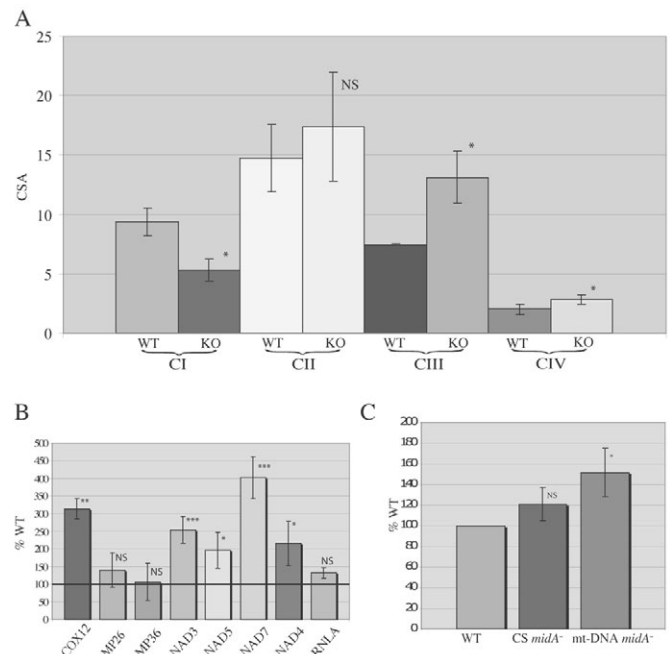 A
CSA
25
20
15
10
5
0
NS
*
*
*
WT KO WT KO WT KO WT KO
CI CII CIII CIV
B
% WT
500
450
400
350
300
250
200
150
100
50
0
**
NS
NS
***
*
***
*
NS
COX12 MP26 MP36 NAD3 NAD5 NAD7 NAD4 RNLA
C
% WT
200
180
160
140
120
100
80
60
40
20
0
NS
*
WT CS midA⁻ mt-DNA midA⁻